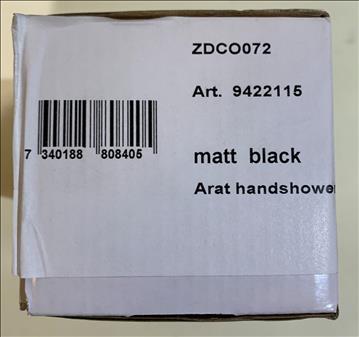 ZDCO072
Art. 9422115
7 340188 808405
matt black
Arat handshower